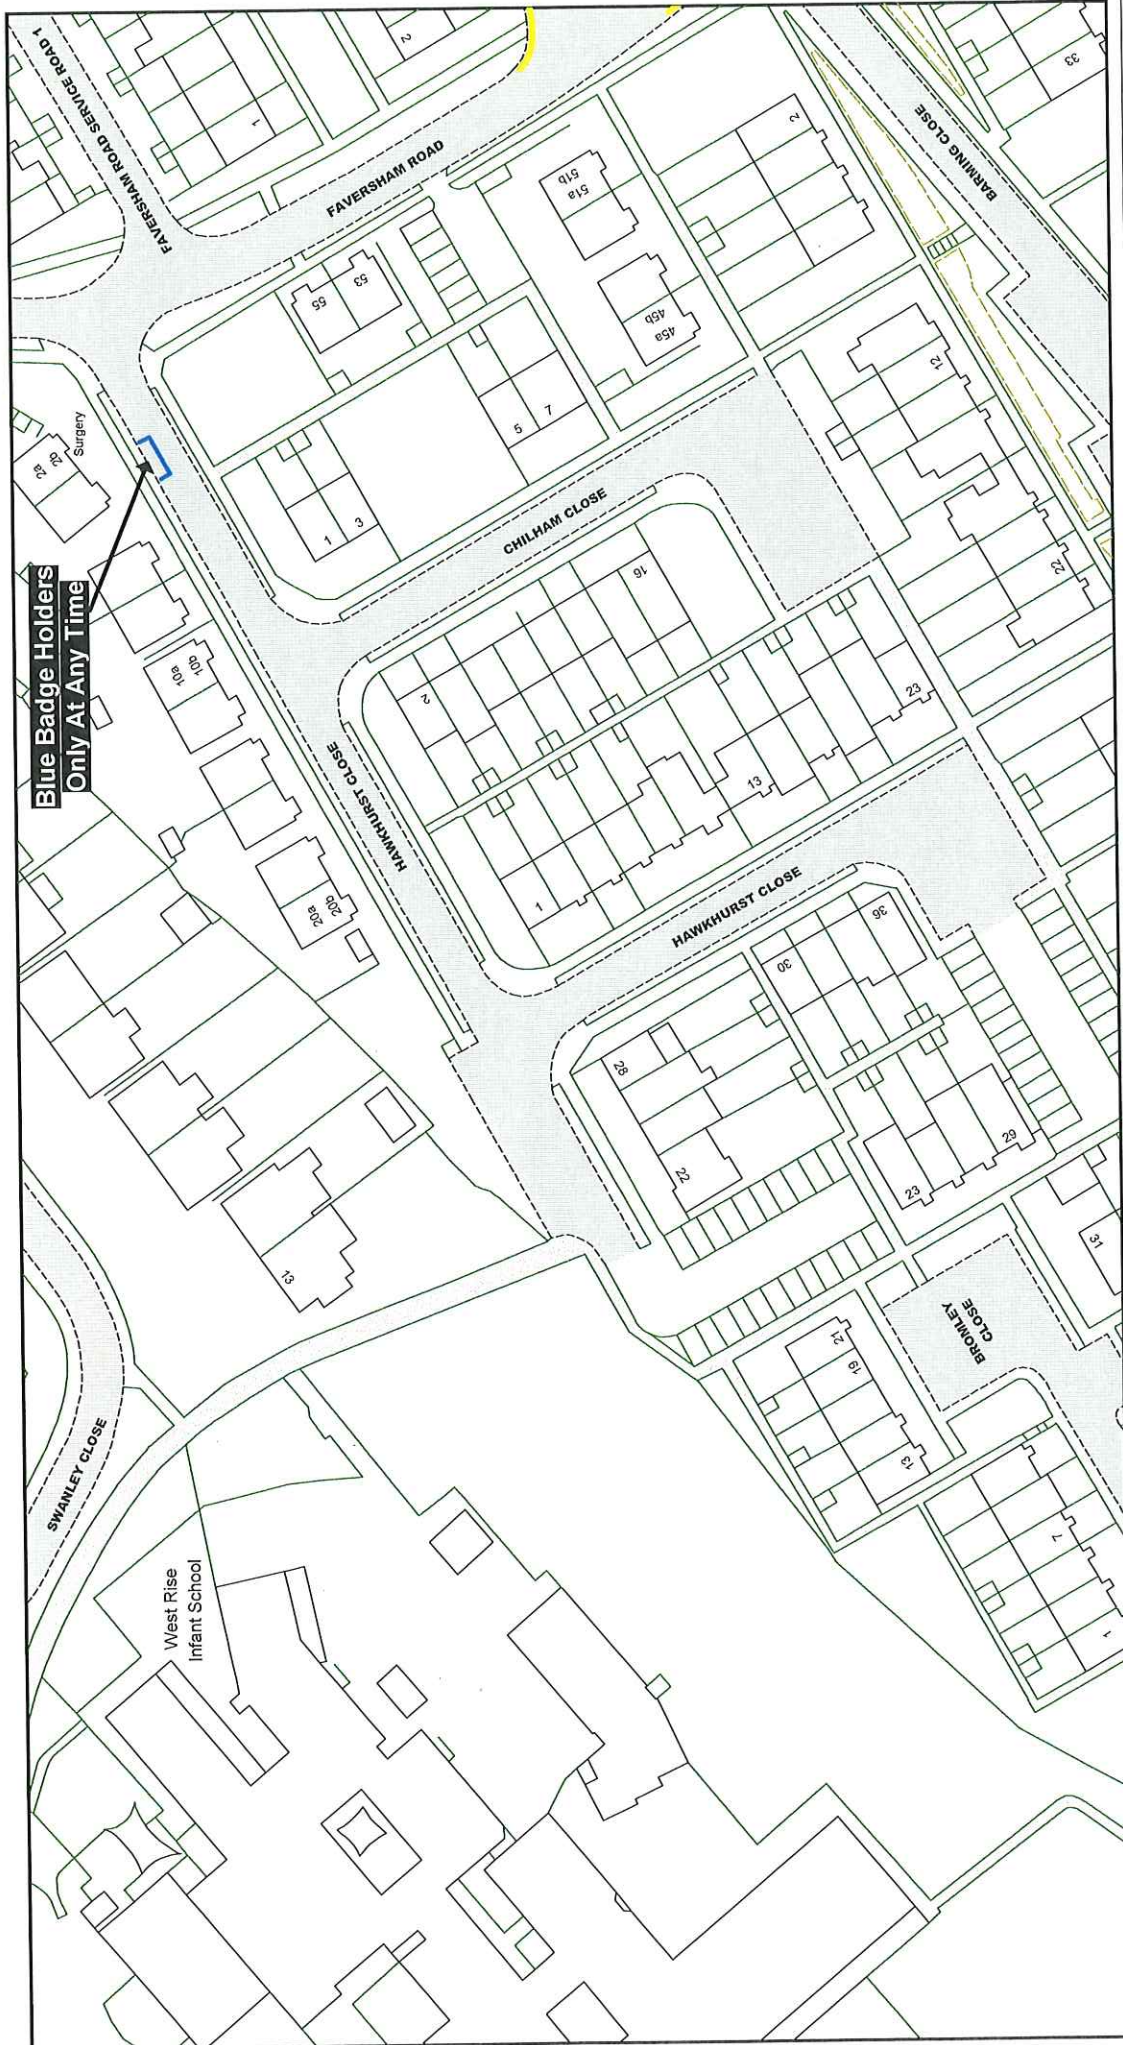 FAVERSHAM ROAD SERVICE ROAD 1
2
1
FAVERSHAM ROAD
33
BARMING CLOSE
2
51b
51a
55
53
45b
45a
12
2a
2b
Surgery
5
7
1
3
CHILHAM CLOSE
22
Blue Badge Holders
Only At Any Time
10a
10b
2
16
23
HAWKHURST CLOSE
13
20a
20b
1
HAWKHURST CLOSE
36
30
28
22
23
29
31
13
BROMLEY
CLOSE
21
19
13
SWANLEY CLOSE
7
1
West Rise
Infant School